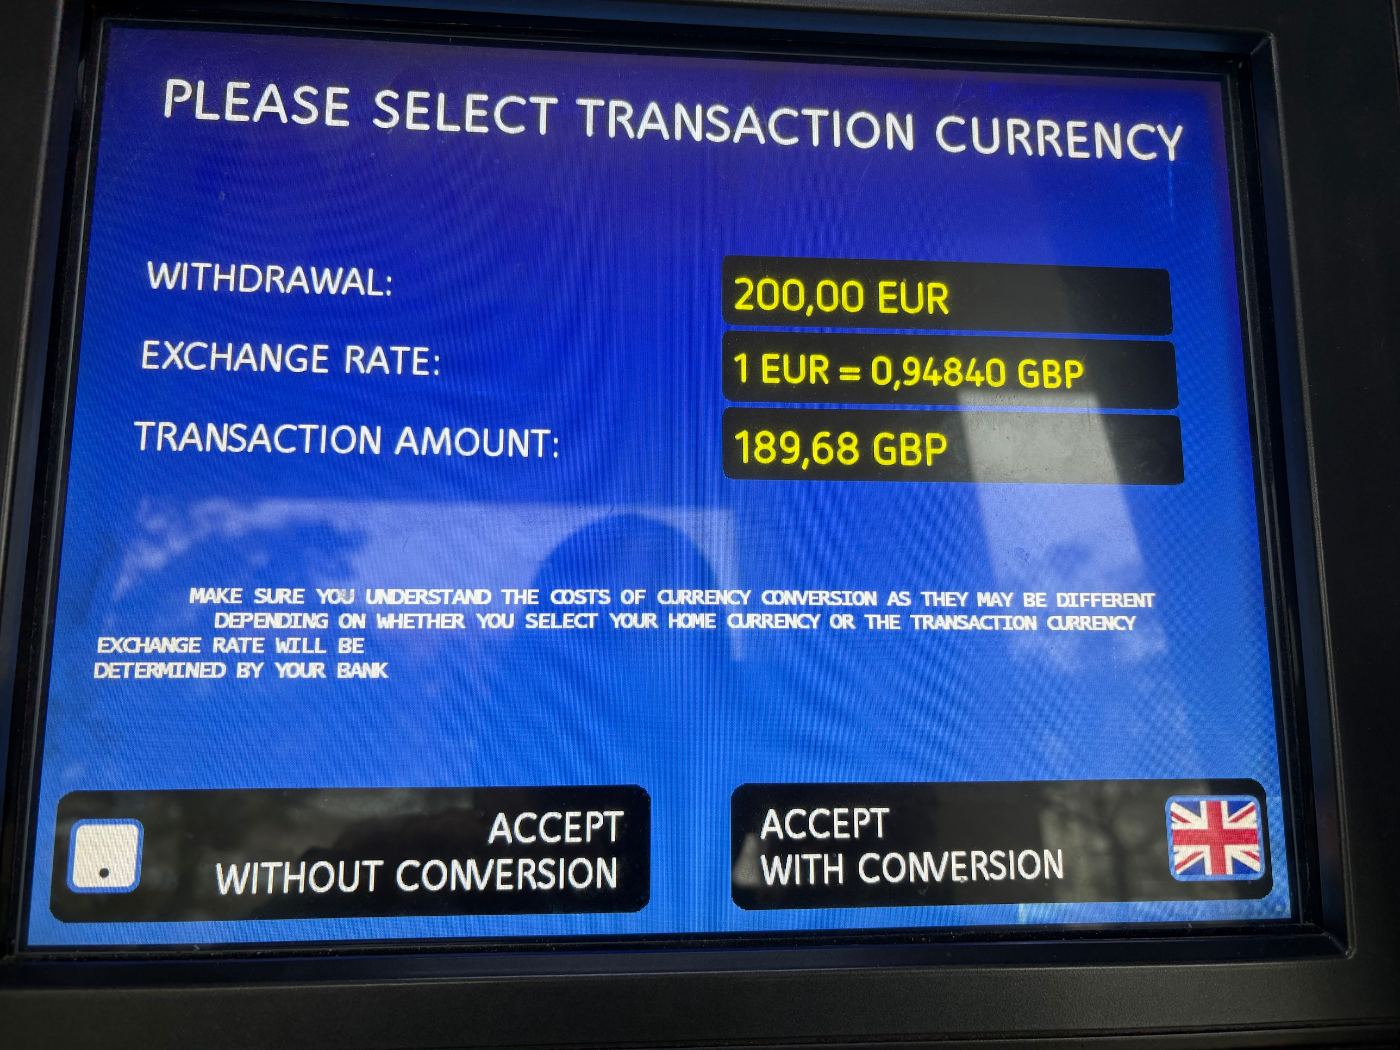 PLEASE SELECT TRANSACTION CURRENCY
WITHDRAWAL: 200,00 EUR
EXCHANGE RATE: 1 EUR = 0,94840 GBP
TRANSACTION AMOUNT: 189,68 GBP
MAKE SURE YOU UNDERSTAND THE COSTS OF CURRENCY CONVERSION AS THEY MAY BE DIFFERENT
DEPENDING ON WHETHER YOU SELECT YOUR HOME CURRENCY OR THE TRANSACTION CURRENCY
EXCHANGE RATE WILL BE
DETERMINED BY YOUR BANK
ACCEPT
WITHOUT CONVERSION
ACCEPT
WITH CONVERSION